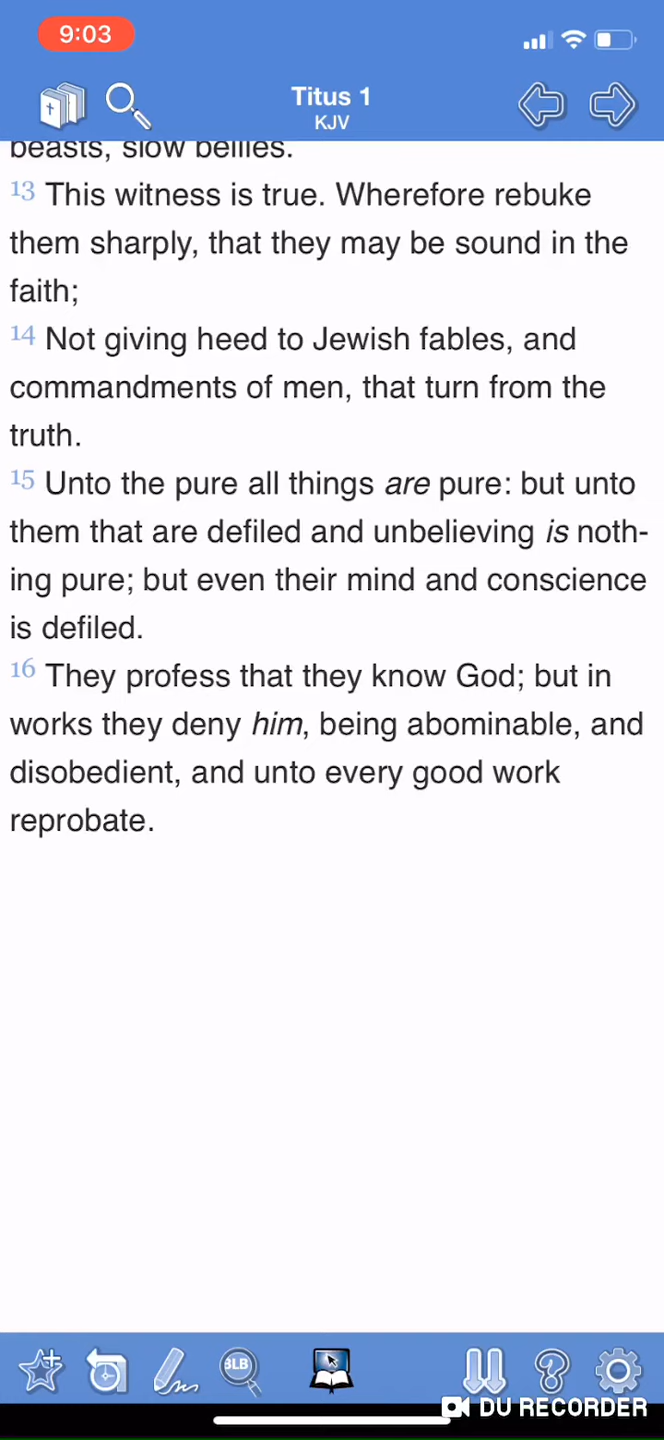 9:03
Titus 1
KJV
beasts, slow bellies.
13 This witness is true. Wherefore rebuke
them sharply, that they may be sound in the
faith;
14 Not giving heed to Jewish fables, and
commandments of men, that turn from the
truth.
15 Unto the pure all things are pure: but unto
them that are defiled and unbelieving is noth-
ing pure; but even their mind and conscience
is defiled.
16 They profess that they know God; but in
works they deny him, being abominable, and
disobedient, and unto every good work
reprobate.
BLB
DU RECORDER